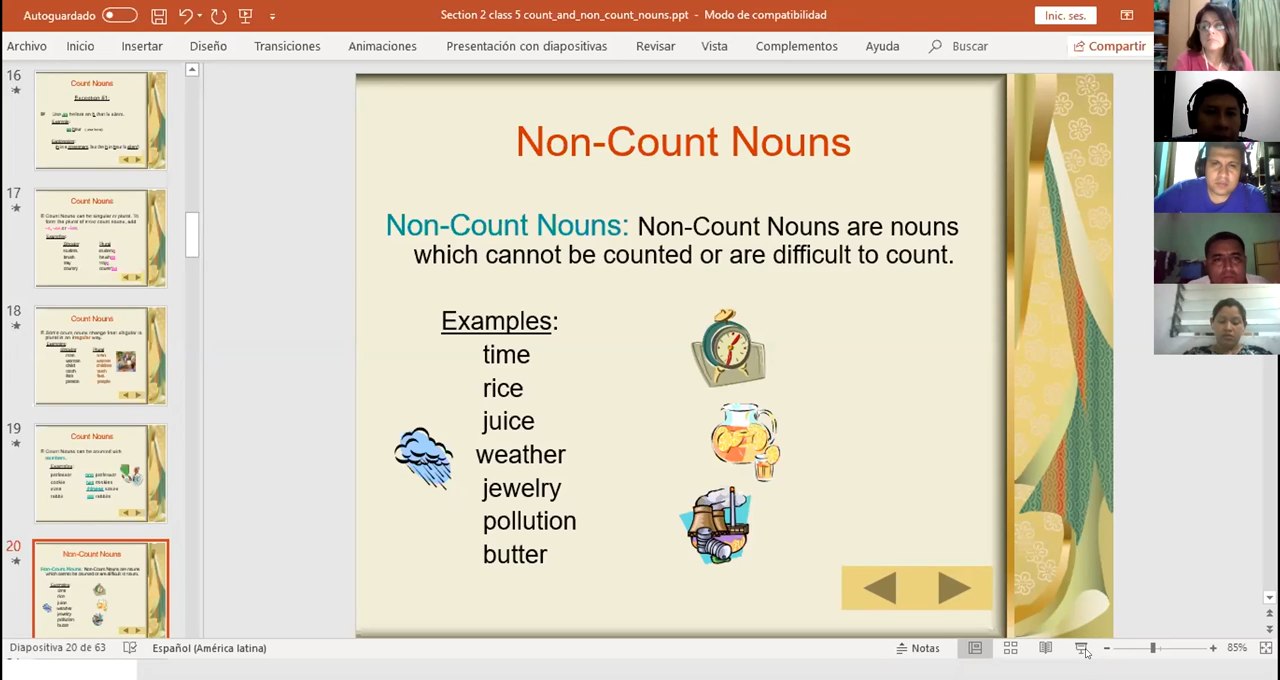 Autoguardado
Section 2 class 5 count_and_non_count_nouns.ppt - Modo de compatibilidad
Inic. ses.
Archivo Inicio Insertar Diseño Transiciones Animaciones Presentación con diapositivas Revisar Vista Complementos Ayuda Buscar Compartir
16
Count Nouns
17
Count Nouns
18
Count Nouns
19
Count Nouns
20
Non-Count Nouns
Non-Count Nouns
Non-Count Nouns: Non-Count Nouns are nouns
which cannot be counted or are difficult to count.
Examples:
time
rice
juice
weather
jewelry
pollution
butter
Diapositiva 20 de 63 Español (América latina) Notas 85%